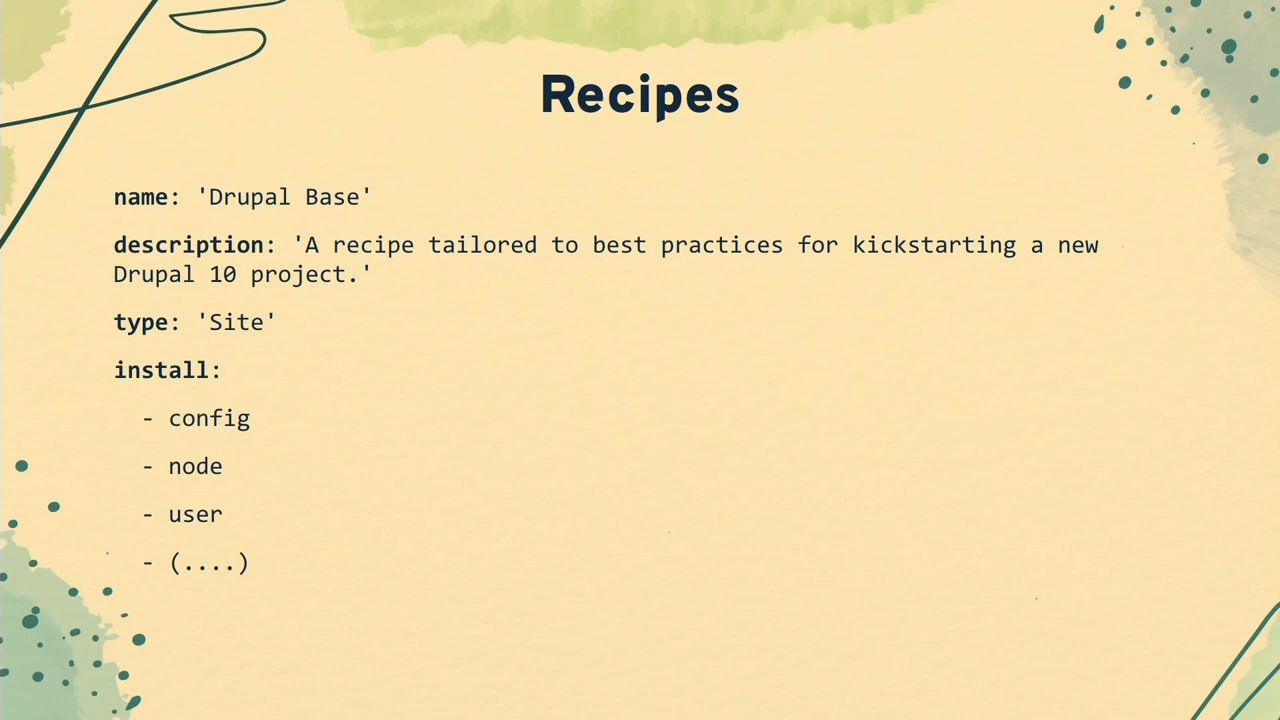 Recipes
name: 'Drupal Base'
description: 'A recipe tailored to best practices for kickstarting a new
Drupal 10 project.'
type: 'Site'
install:
- config
- node
- user
- (....)